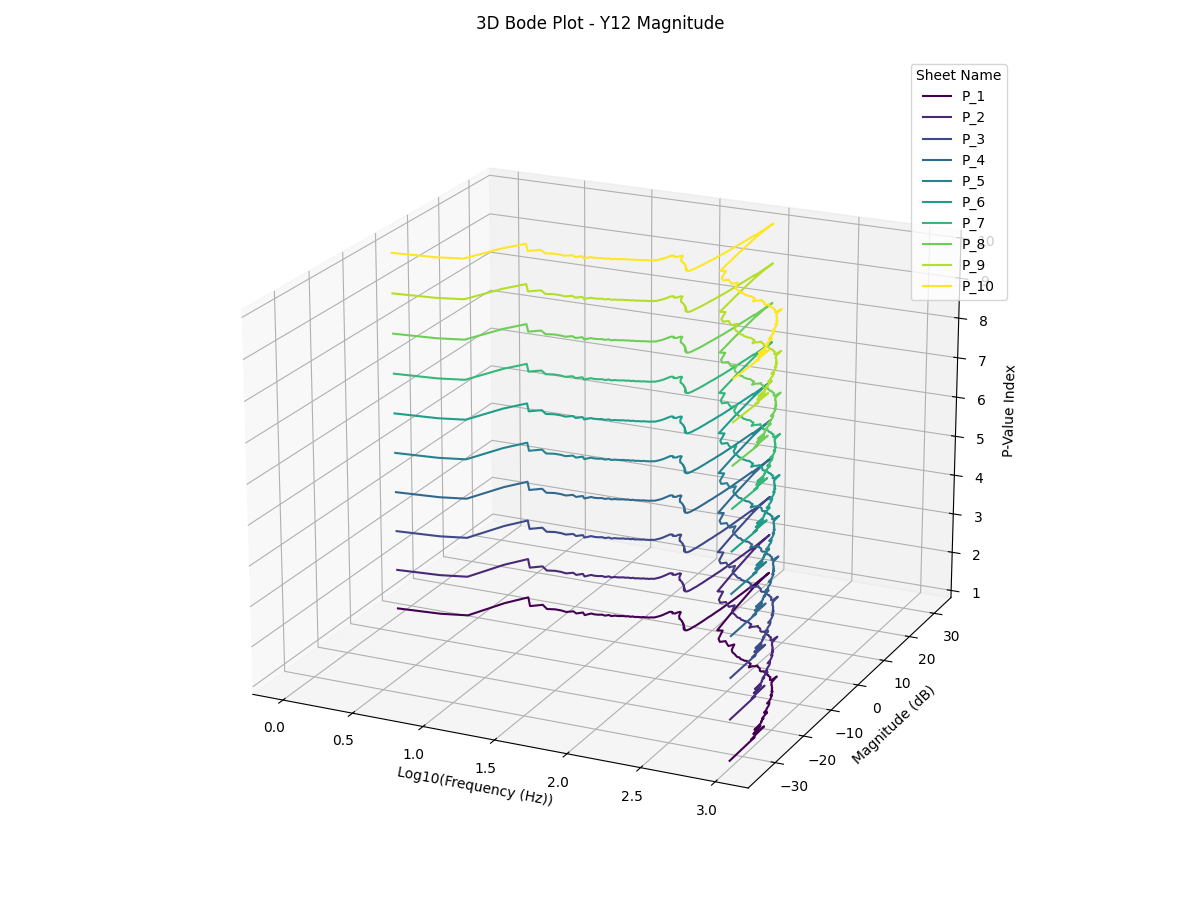 3D Bode Plot - Y12 Magnitude
Sheet Name
P_1
P_2
P_3
P_4
P_5
P_6
P_7
P_8
P_9
P_10
10
9
8
7
6
5
4
3
2
1
P-Value Index
30
20
10
0
−10
−20
−30
Magnitude (dB)
0.0
0.5
1.0
1.5
2.0
2.5
3.0
Log10(Frequency (Hz))